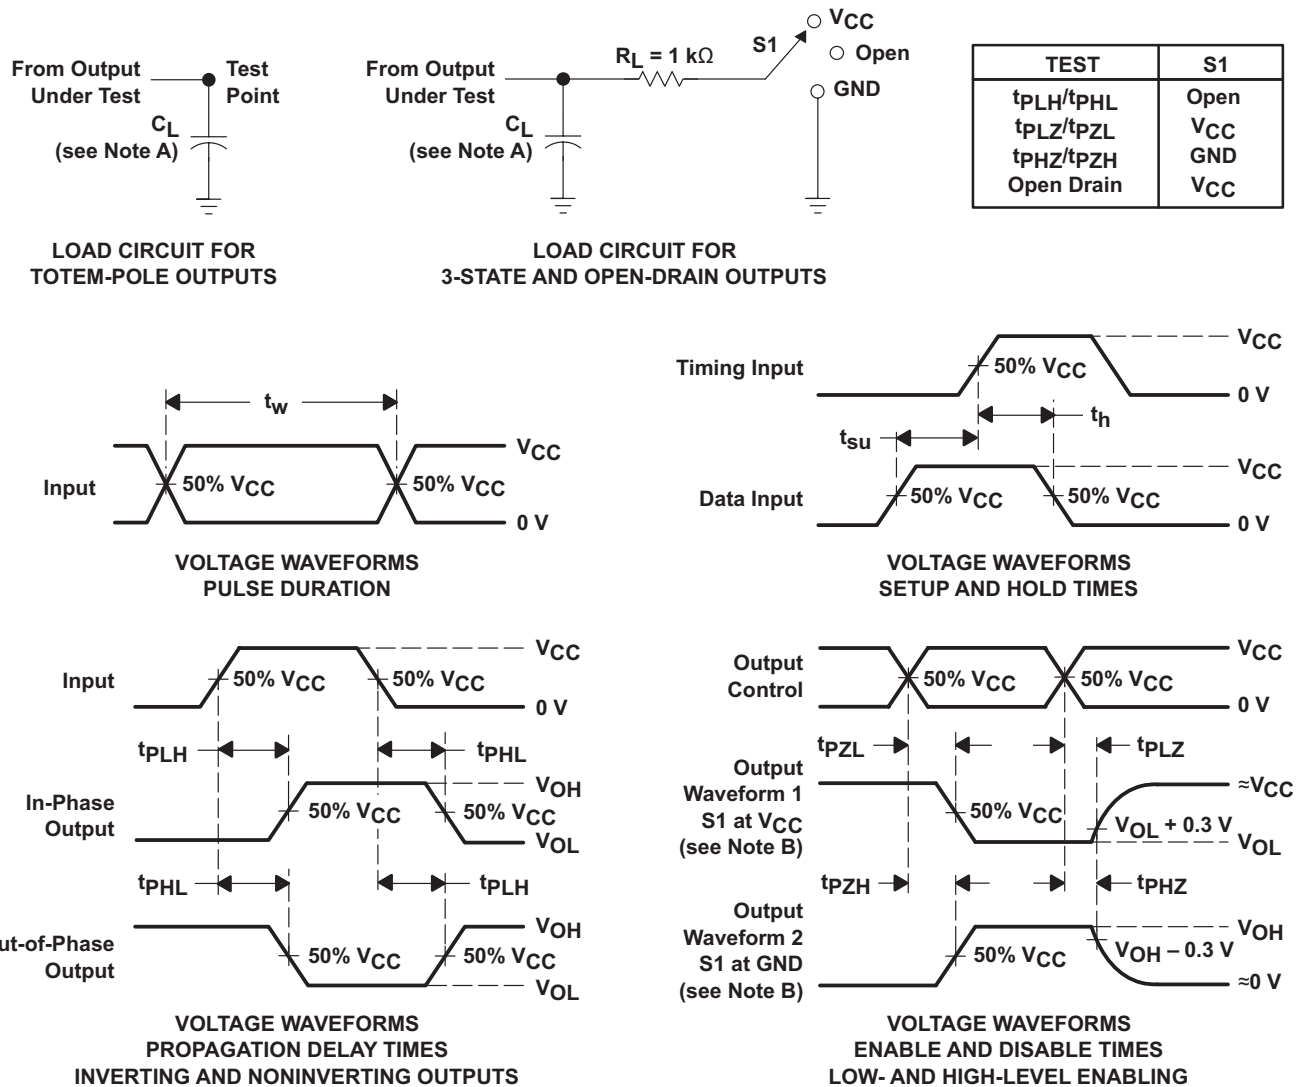 From Output
Under Test
Test
Point
CL
(see Note A)
LOAD CIRCUIT FOR
TOTEM-POLE OUTPUTS
From Output
Under Test
RL = 1 kΩ
S1
VCC
Open
GND
CL
(see Note A)
LOAD CIRCUIT FOR
3-STATE AND OPEN-DRAIN OUTPUTS
TEST S1
tPLH/tPHL Open
tPLZ/tPZL VCC
tPHZ/tPZH GND
Open Drain VCC
tw
Input
50% VCC
50% VCC
VCC
0 V
VOLTAGE WAVEFORMS
PULSE DURATION
Timing Input
50% VCC
VCC
0 V
tsu
th
Data Input
50% VCC
50% VCC
VCC
0 V
VOLTAGE WAVEFORMS
SETUP AND HOLD TIMES
Input
50% VCC
50% VCC
VCC
0 V
tPLH
tPHL
In-Phase
Output
50% VCC
50% VCC
VOH
VOL
tPHL
tPLH
ut-of-Phase
Output
50% VCC
50% VCC
VOH
VOL
VOLTAGE WAVEFORMS
PROPAGATION DELAY TIMES
INVERTING AND NONINVERTING OUTPUTS
Output
Control
50% VCC
50% VCC
VCC
0 V
tPZL
tPLZ
Output
Waveform 1
S1 at VCC
(see Note B)
50% VCC
VOL + 0.3 V
≈VCC
VOL
tPZH
tPHZ
Output
Waveform 2
S1 at GND
(see Note B)
50% VCC
VOH – 0.3 V
VOH
≈0 V
VOLTAGE WAVEFORMS
ENABLE AND DISABLE TIMES
LOW- AND HIGH-LEVEL ENABLING